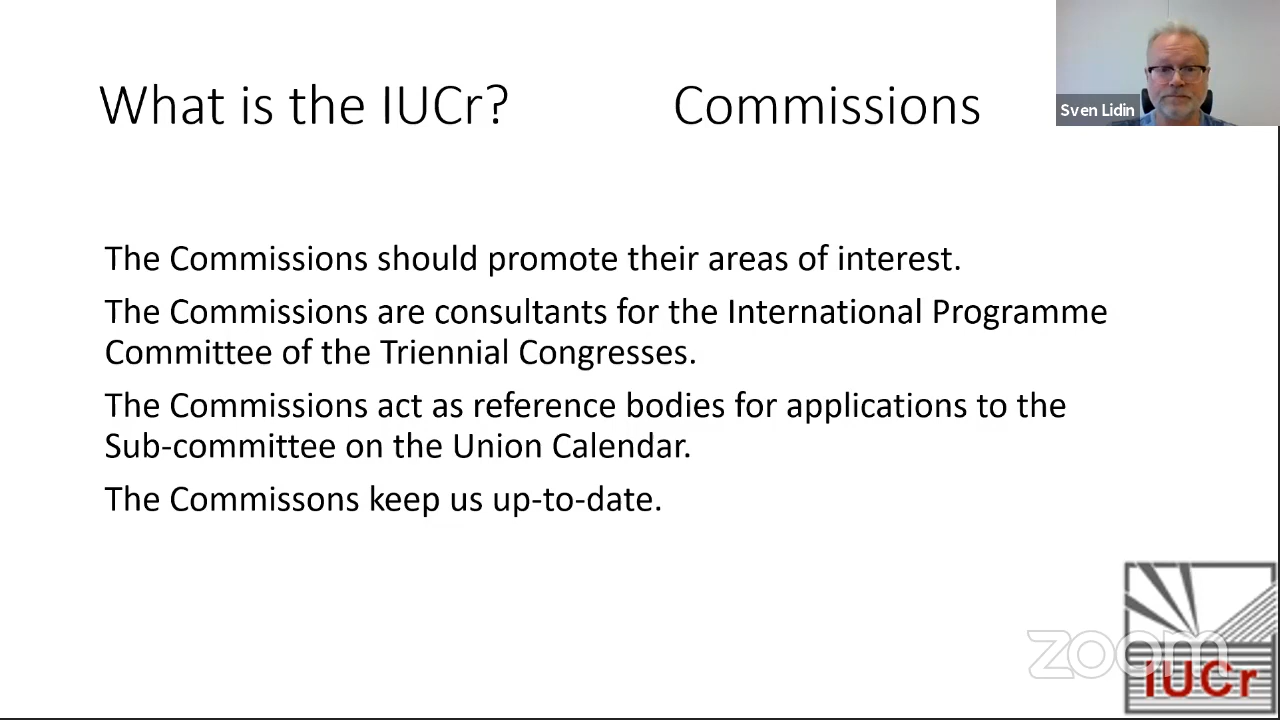 What is the IUCr? Commissions
Sven Lidin
The Commissions should promote their areas of interest.
The Commissions are consultants for the International Programme
Committee of the Triennial Congresses.
The Commissions act as reference bodies for applications to the
Sub-committee on the Union Calendar.
The Commissons keep us up-to-date.
zoom
IUCr